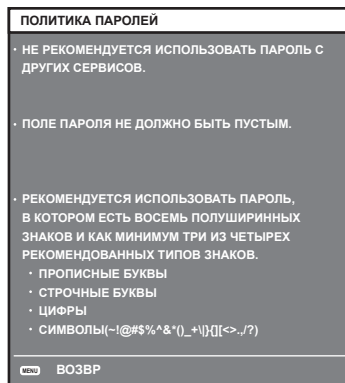 ПОЛИТИКА ПАРОЛЕЙ
· НЕ РЕКОМЕНДУЕТСЯ ИСПОЛЬЗОВАТЬ ПАРОЛЬ С
ДРУГИХ СЕРВИСОВ.
· ПОЛЕ ПАРОЛЯ НЕ ДОЛЖНО БЫТЬ ПУСТЫМ.
· РЕКОМЕНДУЕТСЯ ИСПОЛЬЗОВАТЬ ПАРОЛЬ,
В КОТОРОМ ЕСТЬ ВОСЕМЬ ПОЛУШИРИННЫХ
ЗНАКОВ И КАК МИНИМУМ ТРИ ИЗ ЧЕТЫРЕХ
РЕКОМЕНДОВАННЫХ ТИПОВ ЗНАКОВ.
· ПРОПИСНЫЕ БУКВЫ
· СТРОЧНЫЕ БУКВЫ
· ЦИФРЫ
· СИМВОЛЫ(~!@#$%^&*()_+\|}{][<>.,/?)
MENU ВОЗВР